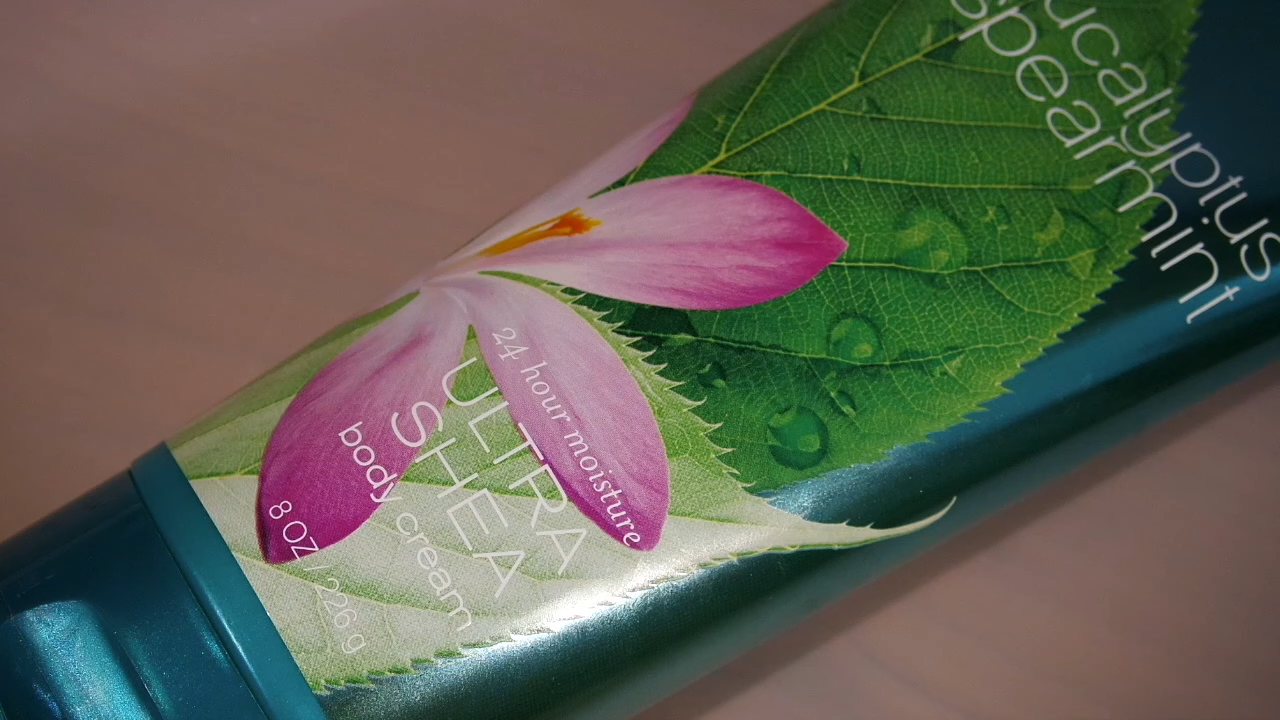 ucalyptus
spearmint
24 hour moisture
ULTRA
SHEA
body cream
8 OZ / 226 g